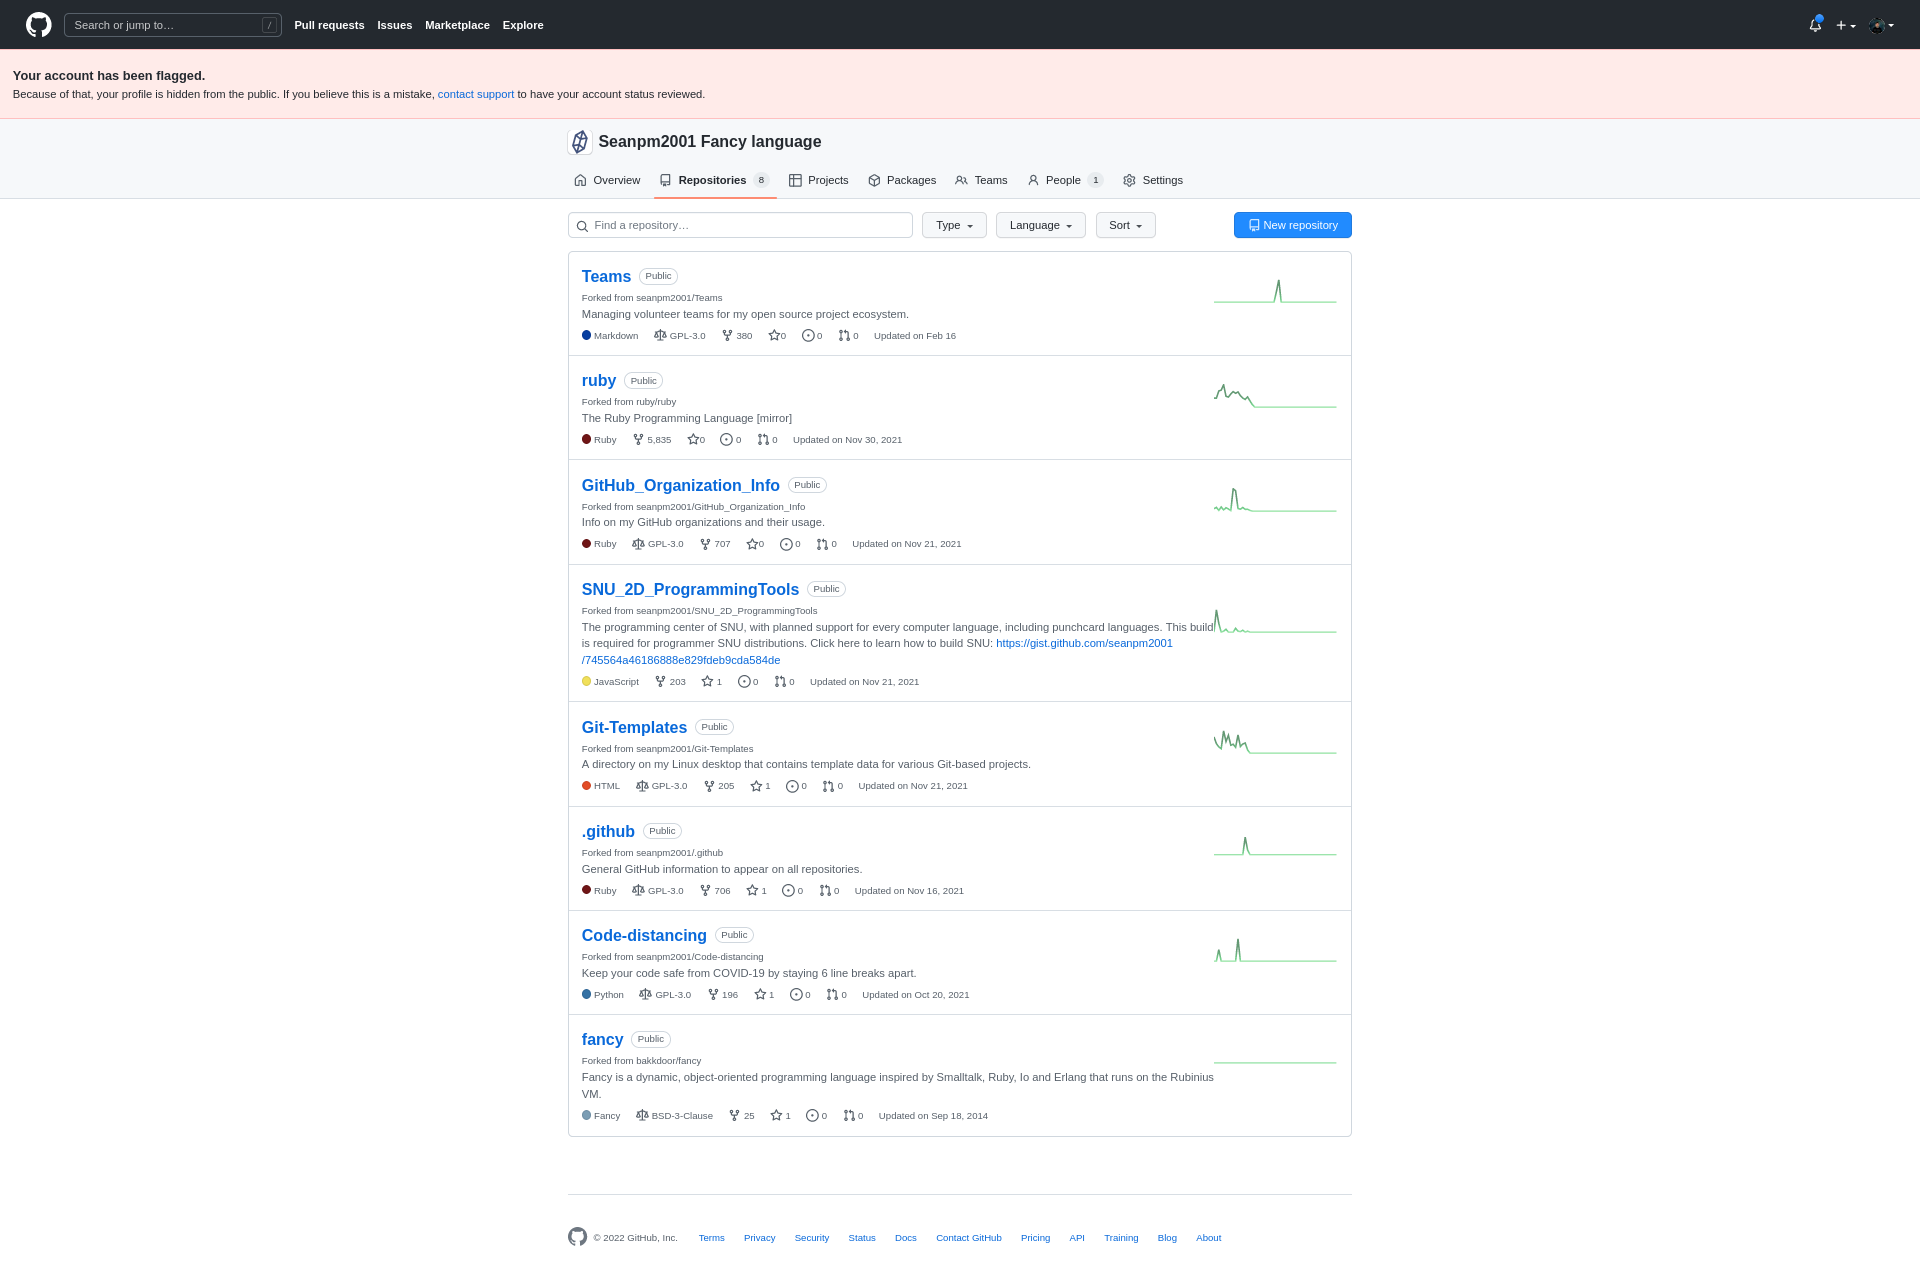 Search or jump to… /
Pull requests Issues Marketplace Explore
Your account has been flagged.
Because of that, your profile is hidden from the public. If you believe this is a mistake, contact support to have your account status reviewed.
Seanpm2001 Fancy language
Overview Repositories 8 Projects Packages Teams People 1 Settings
Find a repository… Type Language Sort New repository
Teams Public
Forked from seanpm2001/Teams
Managing volunteer teams for my open source project ecosystem.
Markdown GPL-3.0 380 0 0 0 Updated on Feb 16
ruby Public
Forked from ruby/ruby
The Ruby Programming Language [mirror]
Ruby 5,835 0 0 0 Updated on Nov 30, 2021
GitHub_Organization_Info Public
Forked from seanpm2001/GitHub_Organization_Info
Info on my GitHub organizations and their usage.
Ruby GPL-3.0 707 0 0 0 Updated on Nov 21, 2021
SNU_2D_ProgrammingTools Public
Forked from seanpm2001/SNU_2D_ProgrammingTools
The programming center of SNU, with planned support for every computer language, including punchcard languages. This build
is required for programmer SNU distributions. Click here to learn how to build SNU: https://gist.github.com/seanpm2001
/745564a46186888e829fdeb9cda584de
JavaScript 203 1 0 0 Updated on Nov 21, 2021
Git-Templates Public
Forked from seanpm2001/Git-Templates
A directory on my Linux desktop that contains template data for various Git-based projects.
HTML GPL-3.0 205 1 0 0 Updated on Nov 21, 2021
.github Public
Forked from seanpm2001/.github
General GitHub information to appear on all repositories.
Ruby GPL-3.0 706 1 0 0 Updated on Nov 16, 2021
Code-distancing Public
Forked from seanpm2001/Code-distancing
Keep your code safe from COVID-19 by staying 6 line breaks apart.
Python GPL-3.0 196 1 0 0 Updated on Oct 20, 2021
fancy Public
Forked from bakkdoor/fancy
Fancy is a dynamic, object-oriented programming language inspired by Smalltalk, Ruby, Io and Erlang that runs on the Rubinius
VM.
Fancy BSD-3-Clause 25 1 0 0 Updated on Sep 18, 2014
© 2022 GitHub, Inc. Terms Privacy Security Status Docs Contact GitHub Pricing API Training Blog About